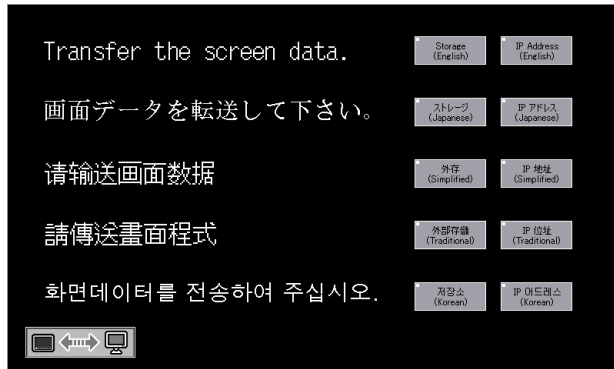 Transfer the screen data.
Storage
(English)
IP Address
(English)
画面データを転送して下さい。
ストレージ
(Japanese)
IP アドレス
(Japanese)
请输送画面数据
外存
(Simplified)
IP 地址
(Simplified)
請傳送畫面程式
外部存儲
(Traditional)
IP 位址
(Traditional)
화면데이터를 전송하여 주십시오.
저장소
(Korean)
IP 어드레스
(Korean)